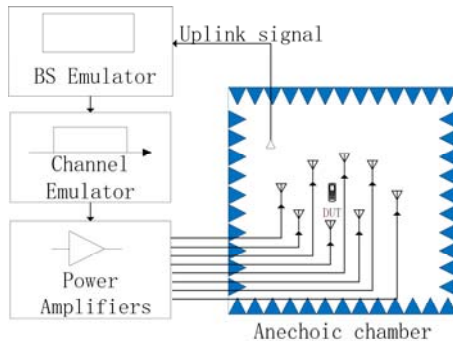 Uplink signal
BS Emulator
Channel
Emulator
DUT
Power
Amplifiers
Anechoic chamber